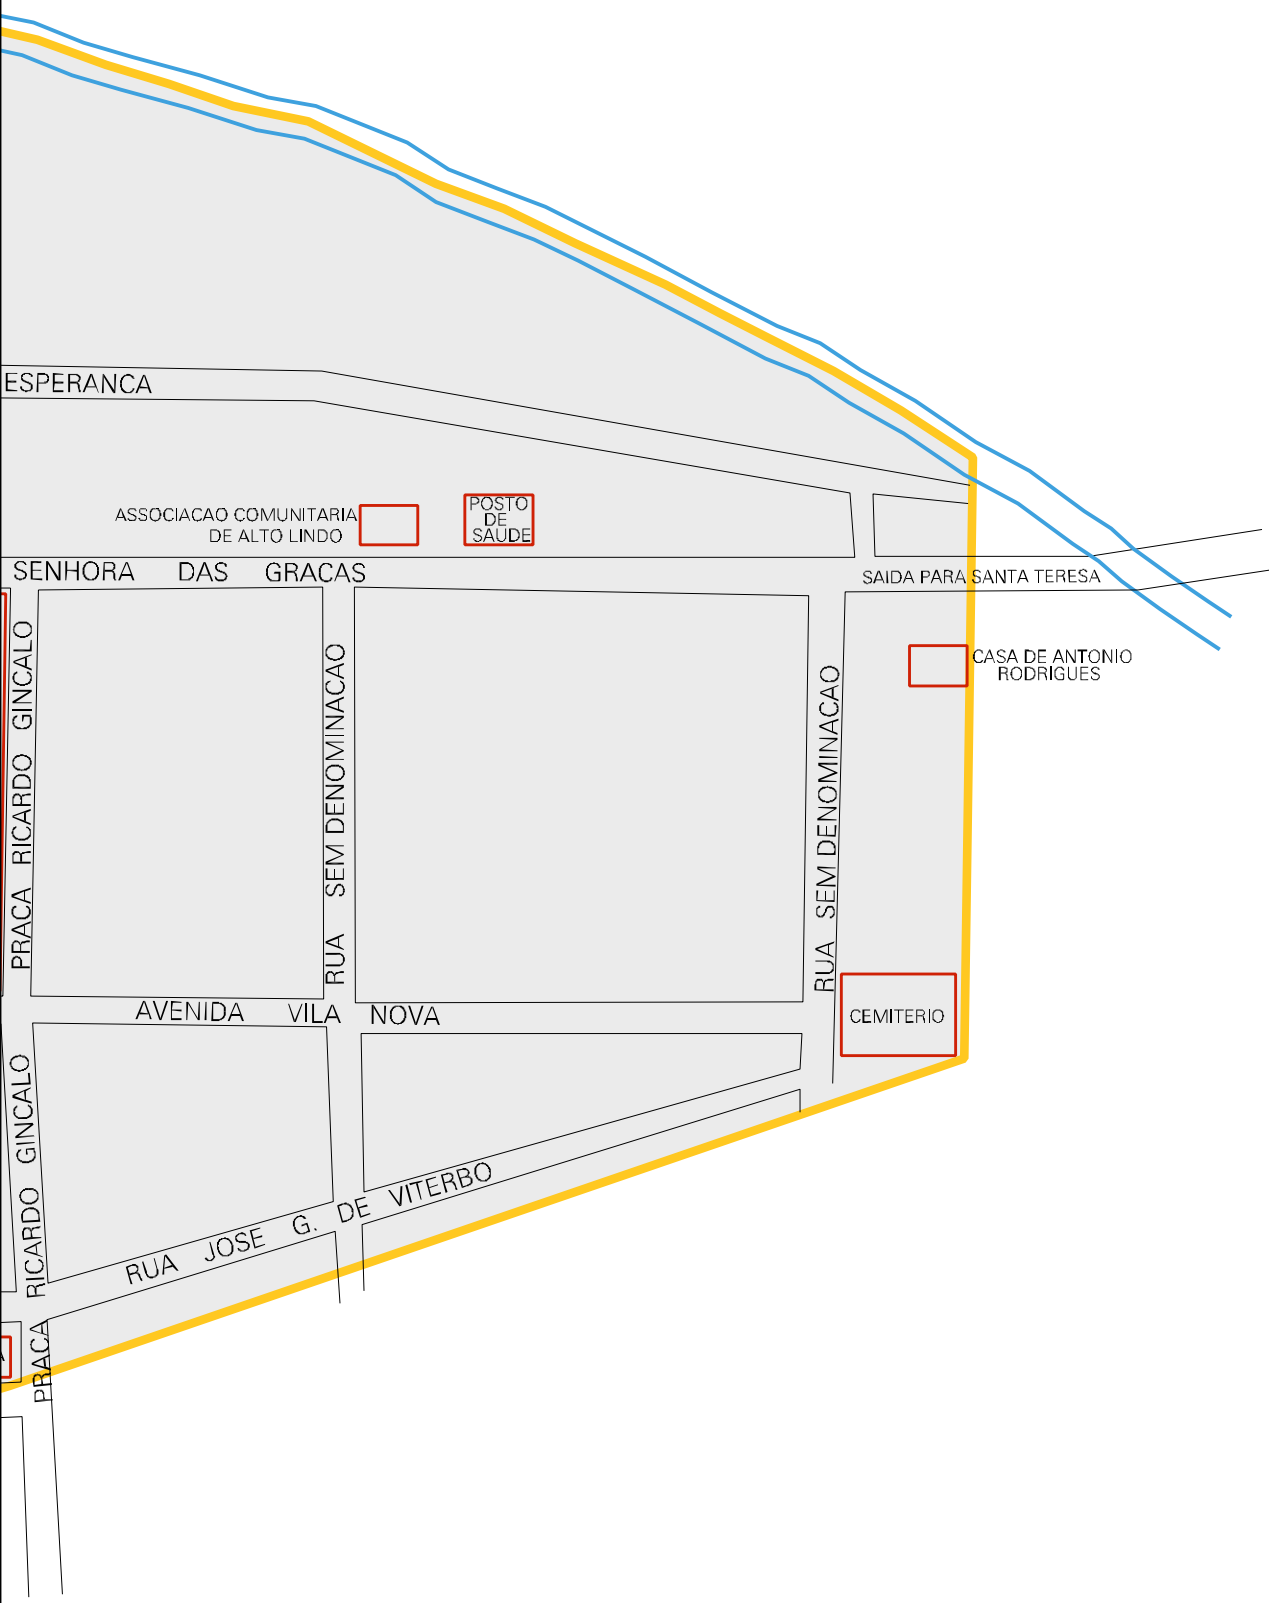 ESPERANCA
POSTO
DE
SAUDE
ASSOCIACAO COMUNITARIA
DE ALTO LINDO
SENHORA DAS GRACAS
SAIDA PARA SANTA TERESA
PRACA RICARDO GINCALO
RUA SEM DENOMINACAO
RUA SEM DENOMINACAO
CASA DE ANTONIO
RODRIGUES
AVENIDA VILA NOVA
CEMITERIO
PRACA RICARDO GINCALO
RUA JOSE G. DE VITERBO